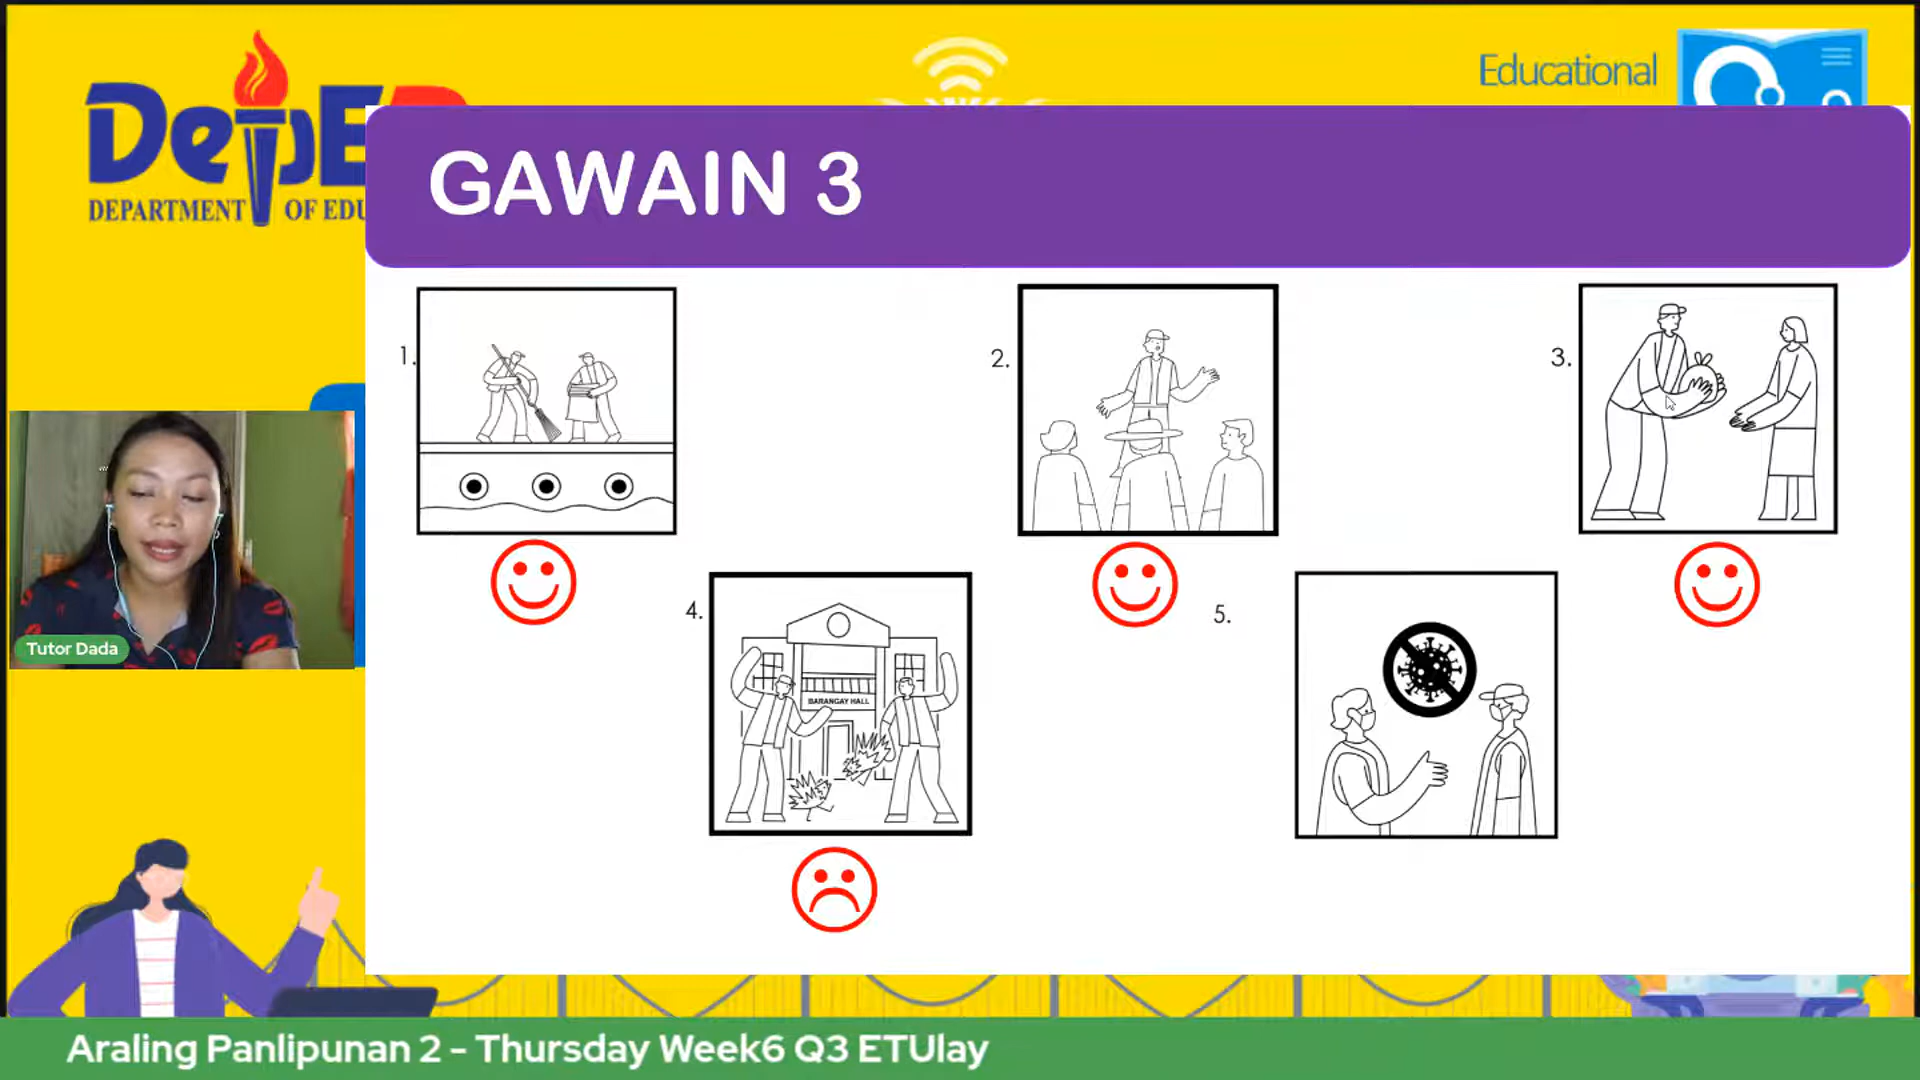 DepE
DEPARTMENT OF EDU
Educational
GAWAIN 3
1.
2.
3.
4.
BARANGAY HALL
5.
Tutor Dada
Araling Panlipunan 2 - Thursday Week6 Q3 ETUlay